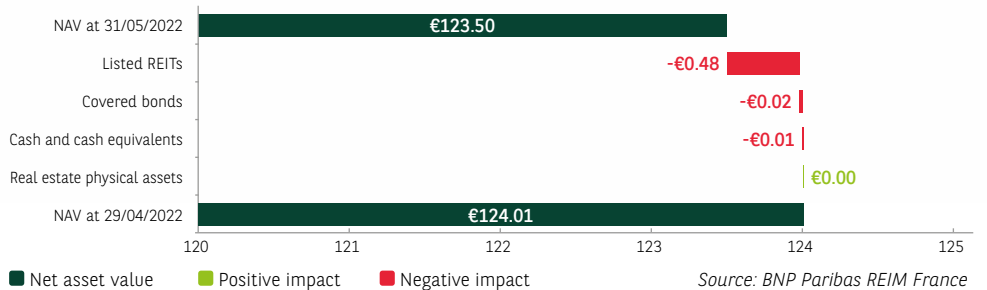 NAV at 31/05/2022 €123.50
Listed REITs -€0.48
Covered bonds -€0.02
Cash and cash equivalents -€0.01
Real estate physical assets €0.00
NAV at 29/04/2022 €124.01
120 121 122 123 124 125
Net asset value Positive impact Negative impact Source: BNP Paribas REIM France